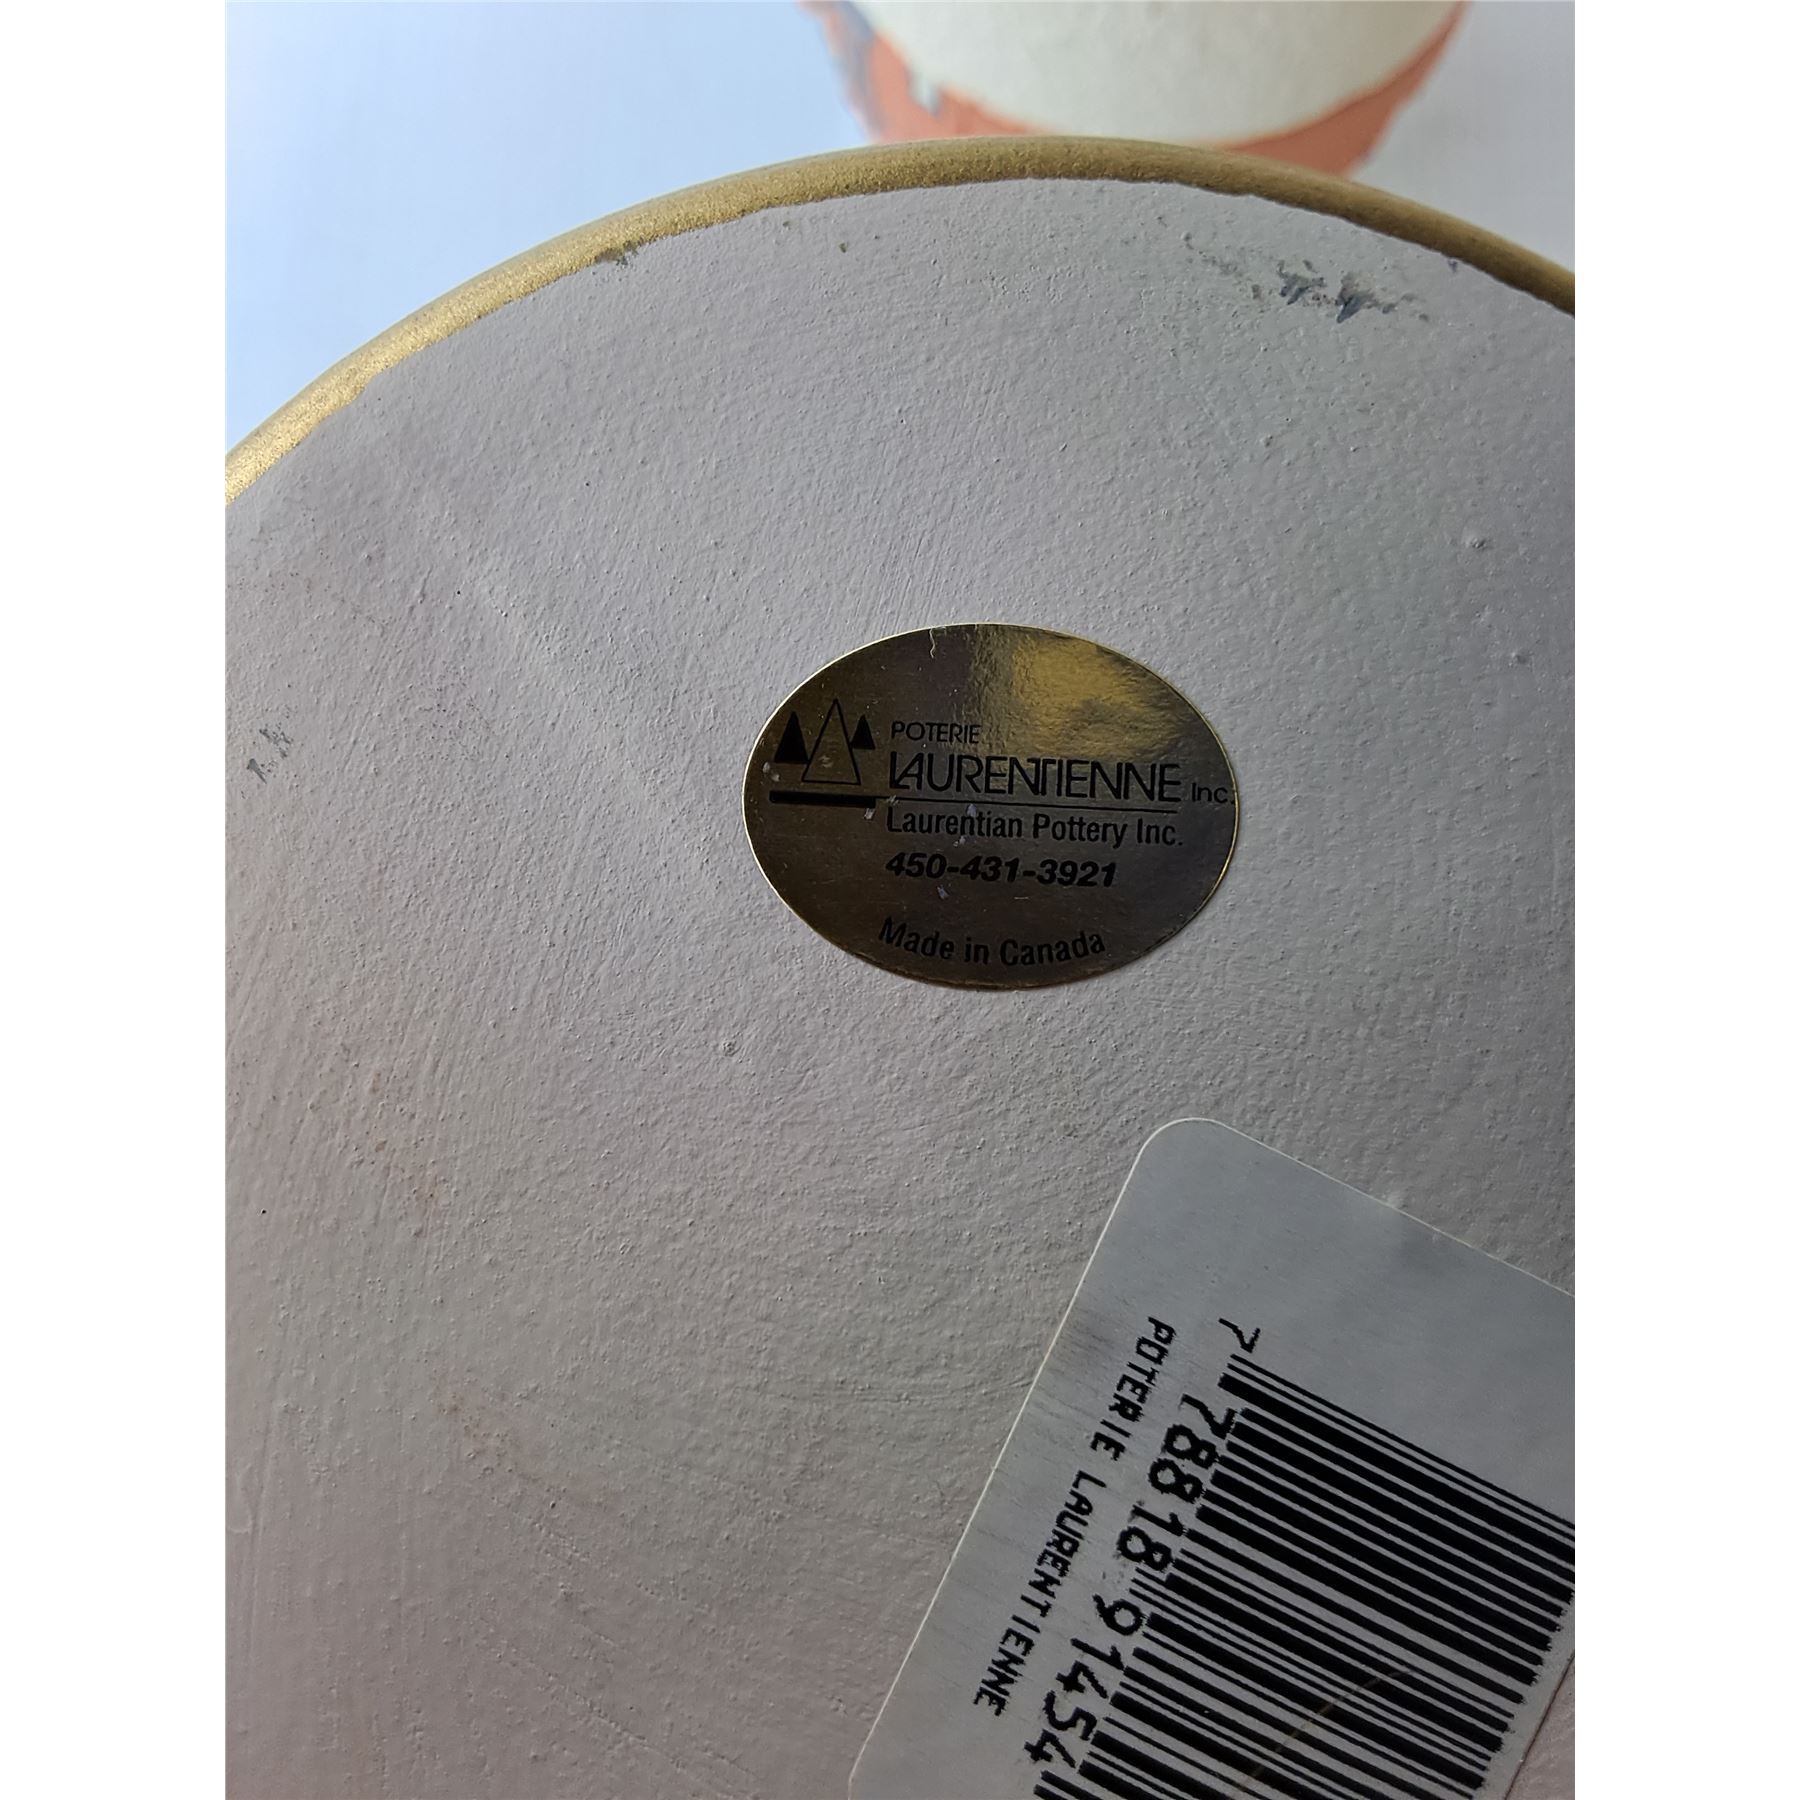 POTERIE
LAURENTIENNE Inc.
Laurentian Pottery Inc.
450-431-3921
Made in Canada
7 78818 91454
POTERIE LAURENTIENNE